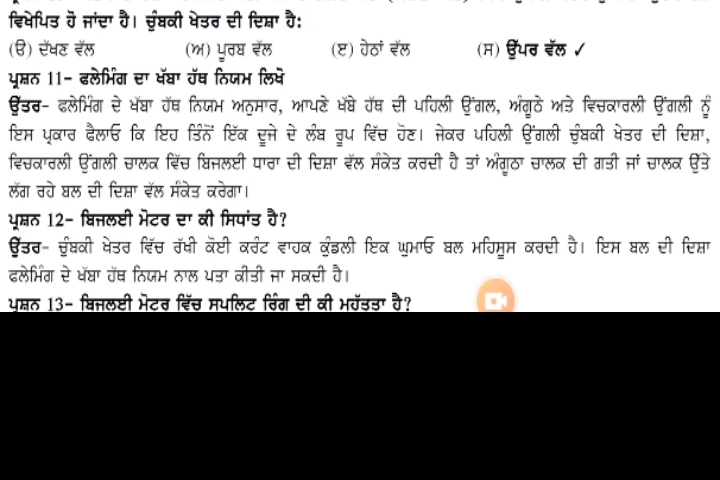 ਵਿਖੇਪਿਤ ਹੋ ਜਾਂਦਾ ਹੈ। ਚੁੰਬਕੀ ਖੇਤਰ ਦੀ ਦਿਸ਼ਾ ਹੈ:
(ੳ) ਦੱਖਣ ਵੱਲ (ਅ) ਪੂਰਬ ਵੱਲ (ੲ) ਹੇਠਾਂ ਵੱਲ (ਸ) ਉੱਪਰ ਵੱਲ ✓
ਪ੍ਰਸ਼ਨ 11- ਫਲੇਮਿੰਗ ਦਾ ਖੱਬਾ ਹੱਥ ਨਿਯਮ ਲਿਖੋ
ਉੱਤਰ- ਫਲੇਮਿੰਗ ਦੇ ਖੱਬਾ ਹੱਥ ਨਿਯਮ ਅਨੁਸਾਰ, ਆਪਣੇ ਖੱਬੇ ਹੱਥ ਦੀ ਪਹਿਲੀ ਉਂਗਲ, ਅੰਗੂਠੇ ਅਤੇ ਵਿਚਕਾਰਲੀ ਉਂਗਲੀ ਨੂੰ
ਇਸ ਪ੍ਰਕਾਰ ਫੈਲਾਓ ਕਿ ਇਹ ਤਿੰਨੋਂ ਇੱਕ ਦੂਜੇ ਦੇ ਲੰਬ ਰੂਪ ਵਿੱਚ ਹੋਣ। ਜੇਕਰ ਪਹਿਲੀ ਉਂਗਲੀ ਚੁੰਬਕੀ ਖੇਤਰ ਦੀ ਦਿਸ਼ਾ,
ਵਿਚਕਾਰਲੀ ਉਂਗਲੀ ਚਾਲਕ ਵਿੱਚ ਬਿਜਲਈ ਧਾਰਾ ਦੀ ਦਿਸ਼ਾ ਵੱਲ ਸੰਕੇਤ ਕਰਦੀ ਹੈ ਤਾਂ ਅੰਗੂਠਾ ਚਾਲਕ ਦੀ ਗਤੀ ਜਾਂ ਚਾਲਕ ਉੱਤੇ
ਲੱਗ ਰਹੇ ਬਲ ਦੀ ਦਿਸ਼ਾ ਵੱਲ ਸੰਕੇਤ ਕਰੇਗਾ।
ਪ੍ਰਸ਼ਨ 12- ਬਿਜਲਈ ਮੋਟਰ ਦਾ ਕੀ ਸਿਧਾਂਤ ਹੈ?
ਉੱਤਰ- ਚੁੰਬਕੀ ਖੇਤਰ ਵਿੱਚ ਰੱਖੀ ਕੋਈ ਕਰੰਟ ਵਾਹਕ ਕੁੰਡਲੀ ਇਕ ਘੁਮਾਓ ਬਲ ਮਹਿਸੂਸ ਕਰਦੀ ਹੈ। ਇਸ ਬਲ ਦੀ ਦਿਸ਼ਾ
ਫਲੇਮਿੰਗ ਦੇ ਖੱਬਾ ਹੱਥ ਨਿਯਮ ਨਾਲ ਪਤਾ ਕੀਤੀ ਜਾ ਸਕਦੀ ਹੈ।
ਪ੍ਰਸ਼ਨ 13- ਬਿਜਲਈ ਮੋਟਰ ਵਿੱਚ ਸਪਲਿਟ ਰਿੰਗ ਦੀ ਕੀ ਮਹੱਤਤਾ ਹੈ?